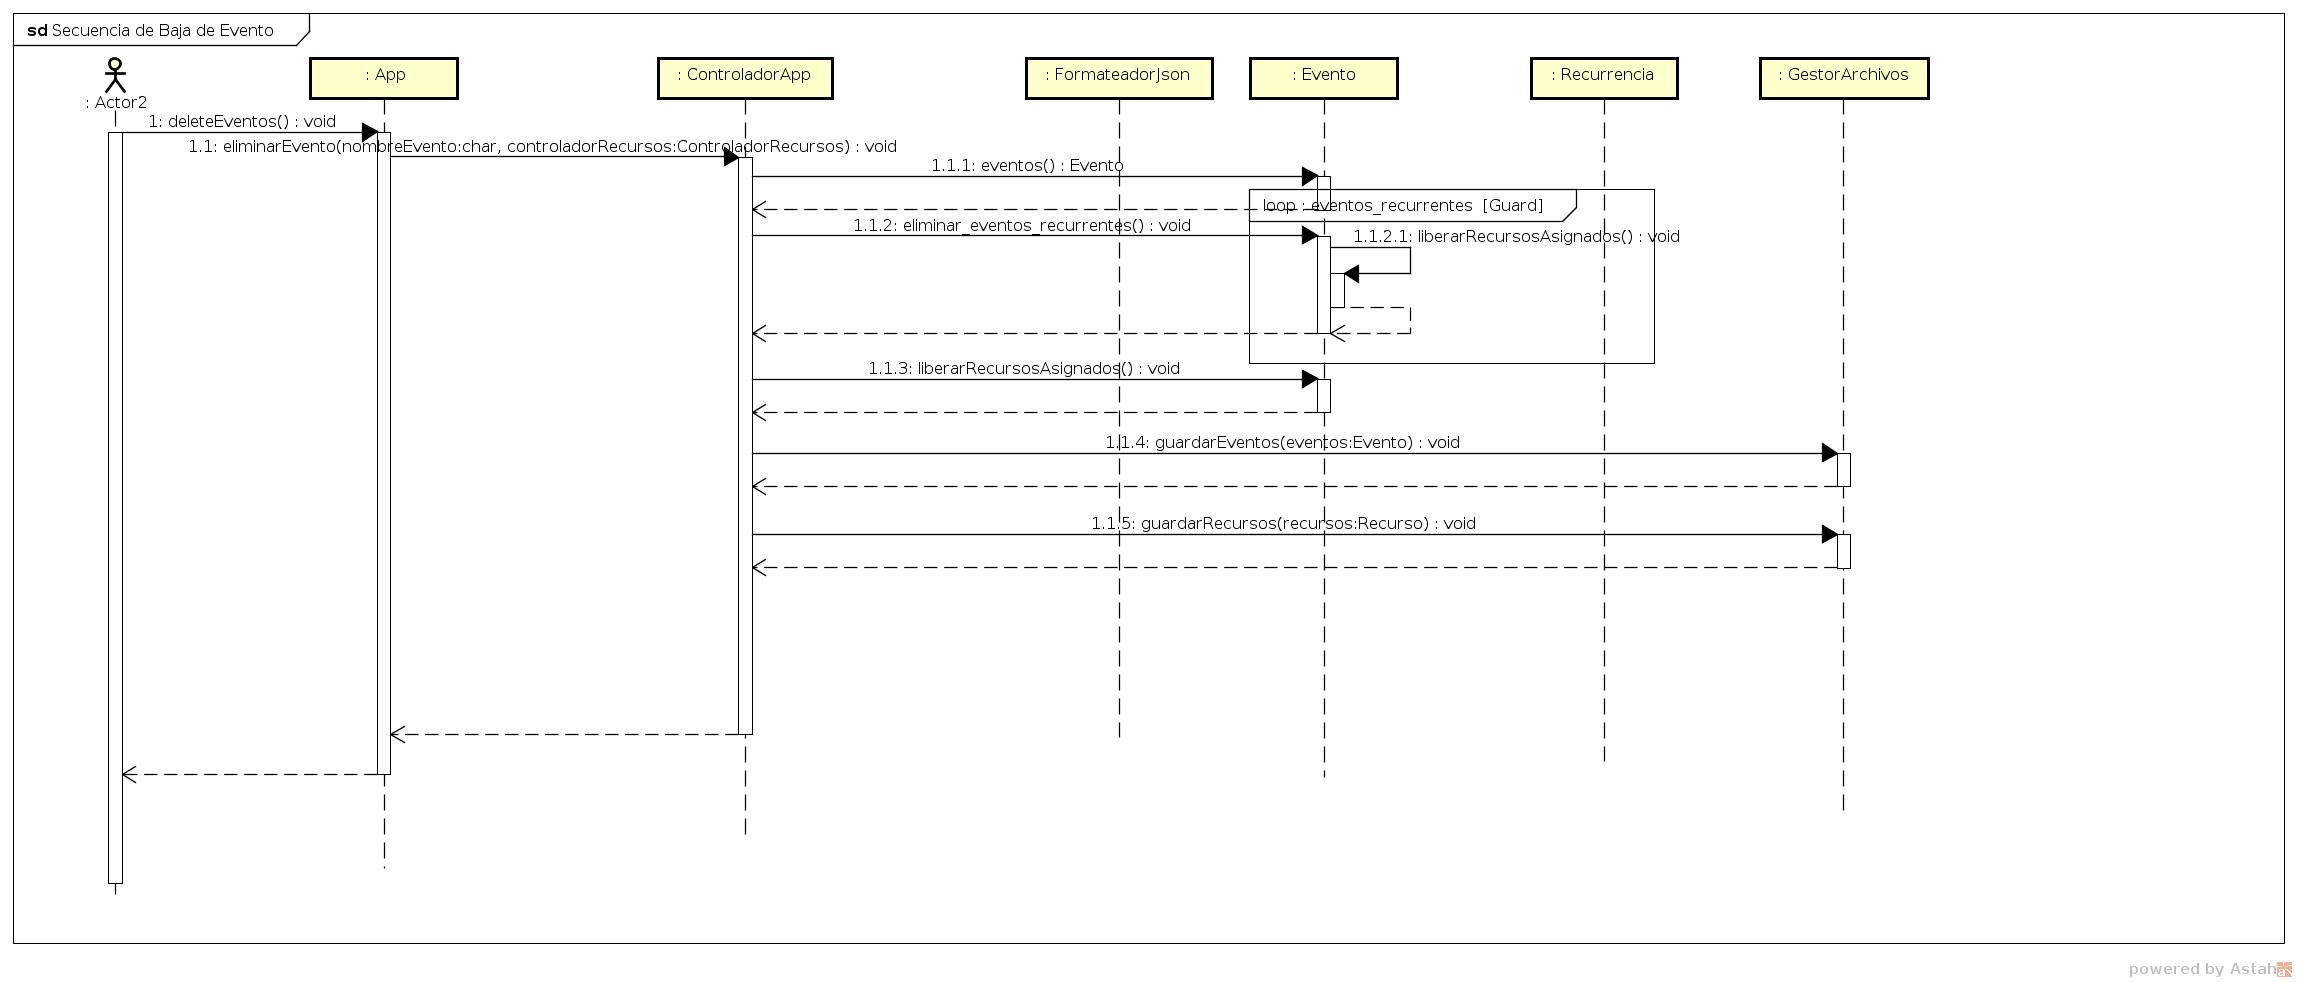 sd Secuencia de Baja de Evento
: Actor2
: App
: ControladorApp
: FormateadorJson
: Evento
: Recurrencia
: GestorArchivos
1: deleteEventos() : void
1.1: eliminarEvento(nombreEvento:char, controladorRecursos:ControladorRecursos) : void
1.1.1: eventos() : Evento
loop : eventos_recurrentes [Guard]
1.1.2: eliminar_eventos_recurrentes() : void
1.1.2.1: liberarRecursosAsignados() : void
1.1.3: liberarRecursosAsignados() : void
1.1.4: guardarEventos(eventos:Evento) : void
1.1.5: guardarRecursos(recursos:Recurso) : void
powered by Astah